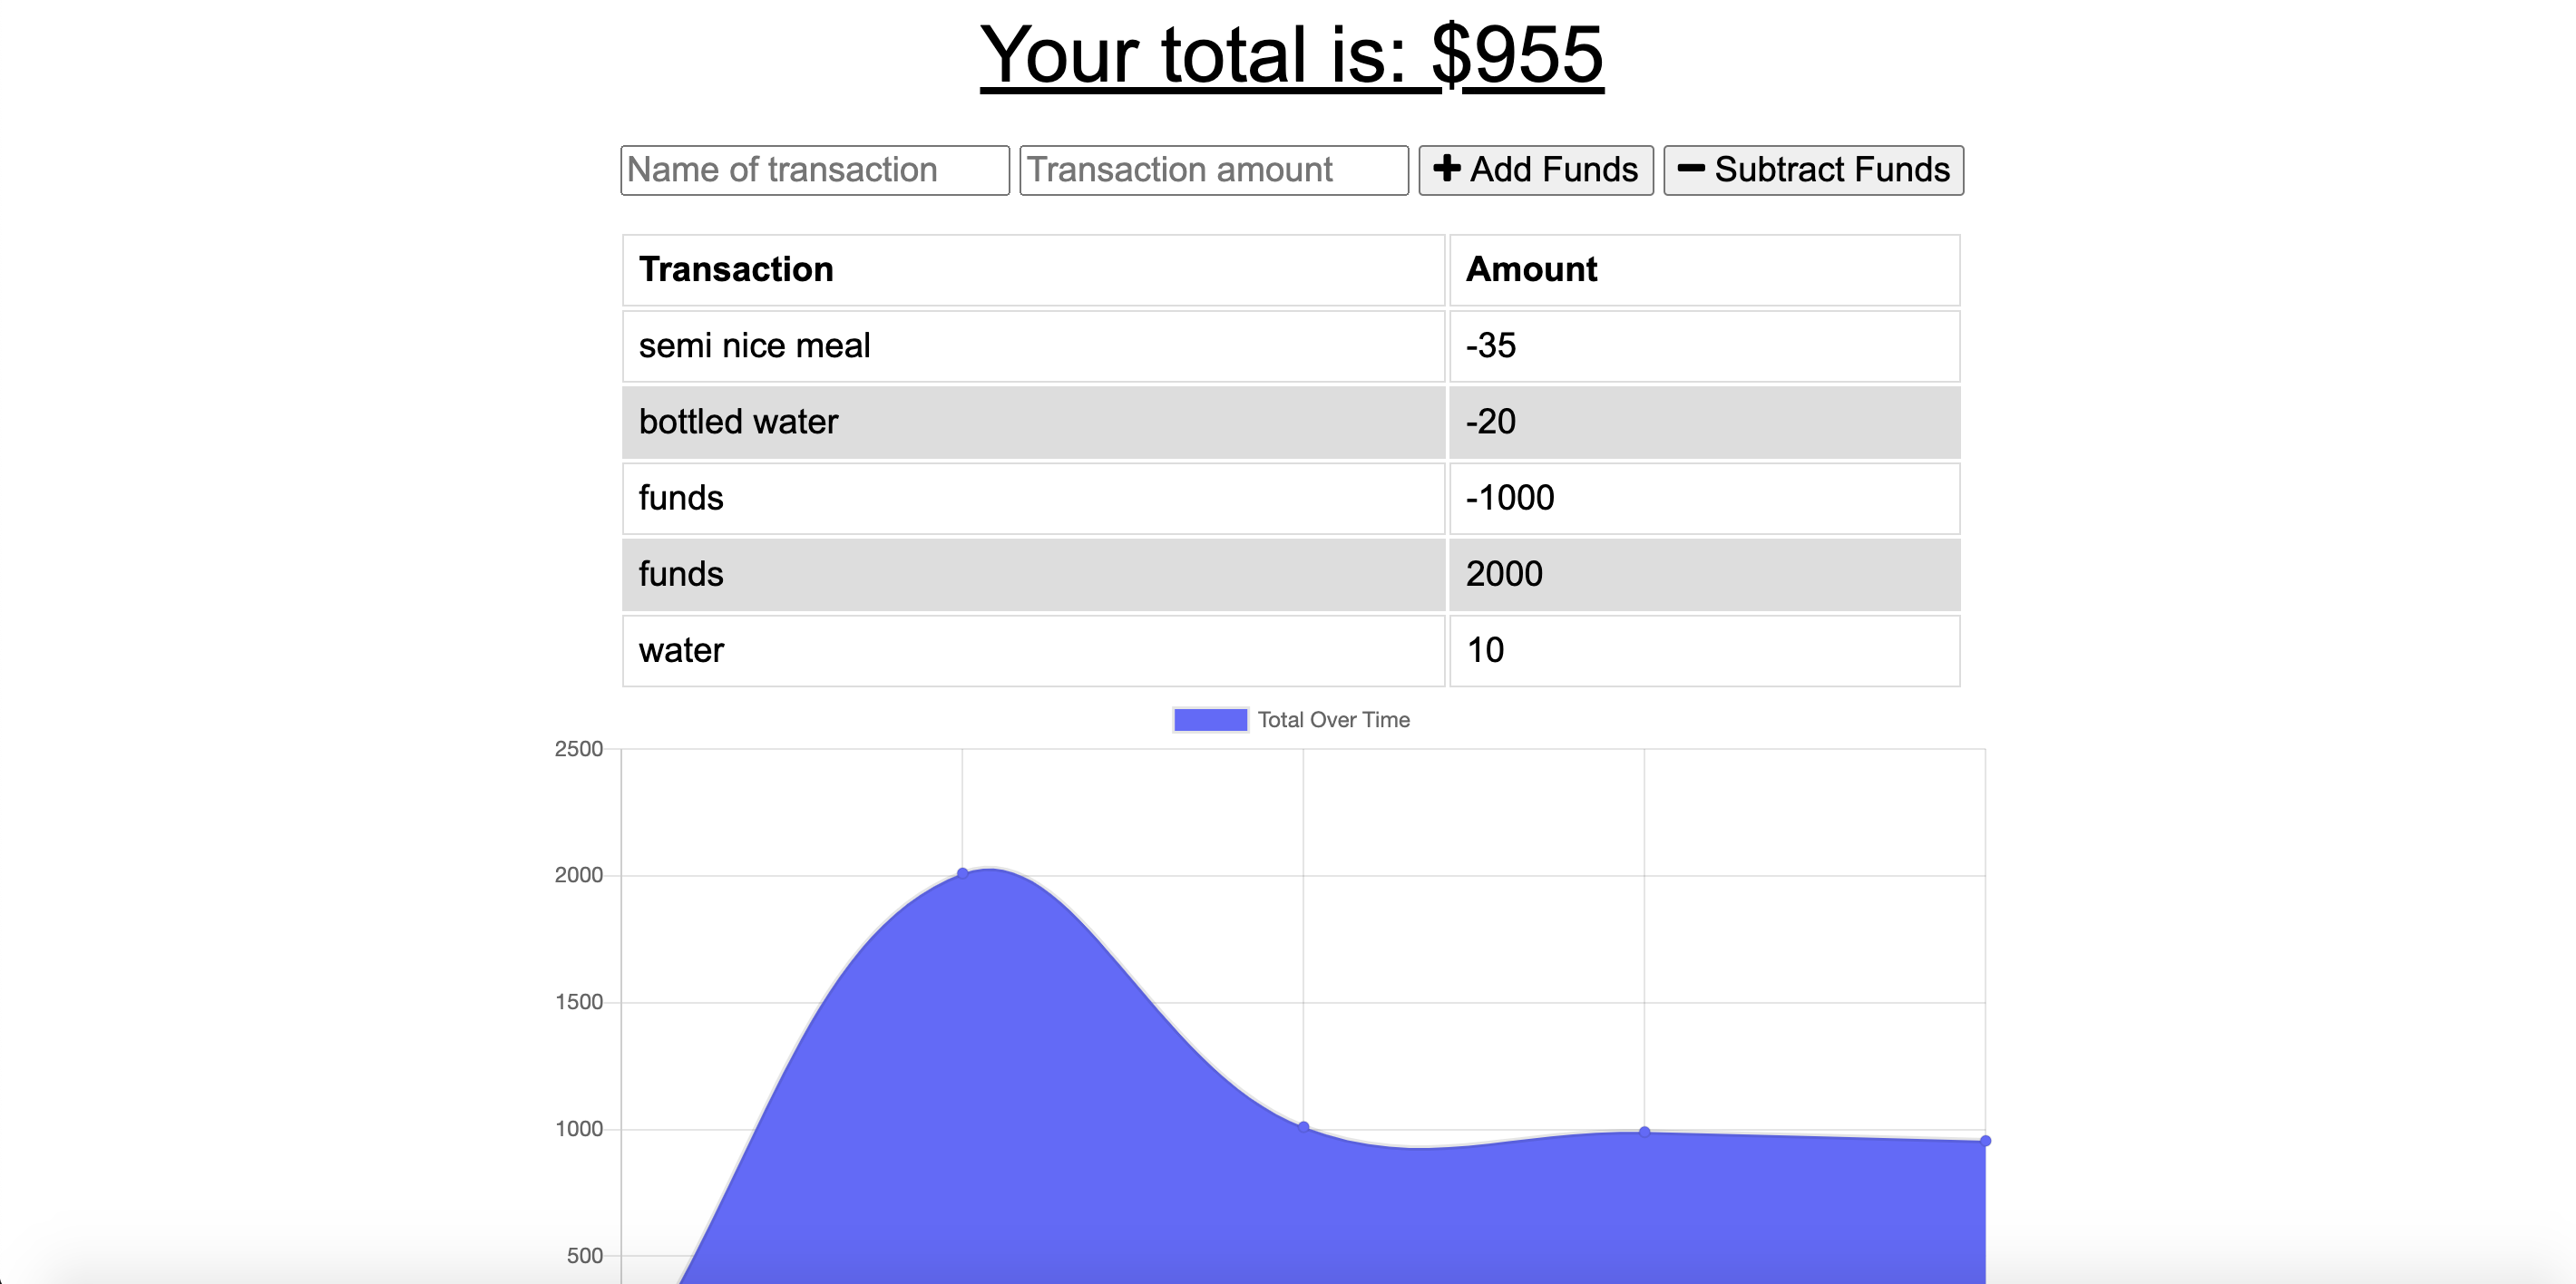 Your total is: $955
Name of transaction Transaction amount + Add Funds − Subtract Funds
Transaction Amount
semi nice meal -35
bottled water -20
funds -1000
funds 2000
water 10
Total Over Time
2500
2000
1500
1000
500